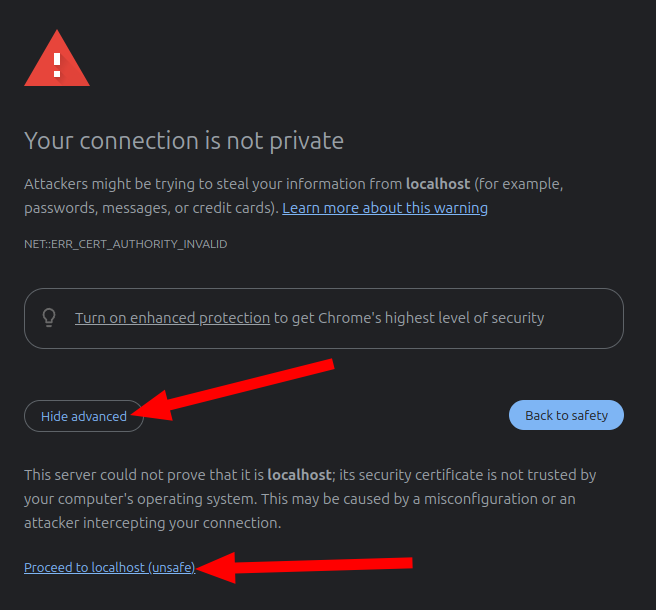 Your connection is not private
Attackers might be trying to steal your information from localhost (for example,
passwords, messages, or credit cards). Learn more about this warning
NET::ERR_CERT_AUTHORITY_INVALID
Turn on enhanced protection to get Chrome's highest level of security
Hide advanced
Back to safety
This server could not prove that it is localhost; its security certificate is not trusted by
your computer's operating system. This may be caused by a misconfiguration or an
attacker intercepting your connection.
Proceed to localhost (unsafe)